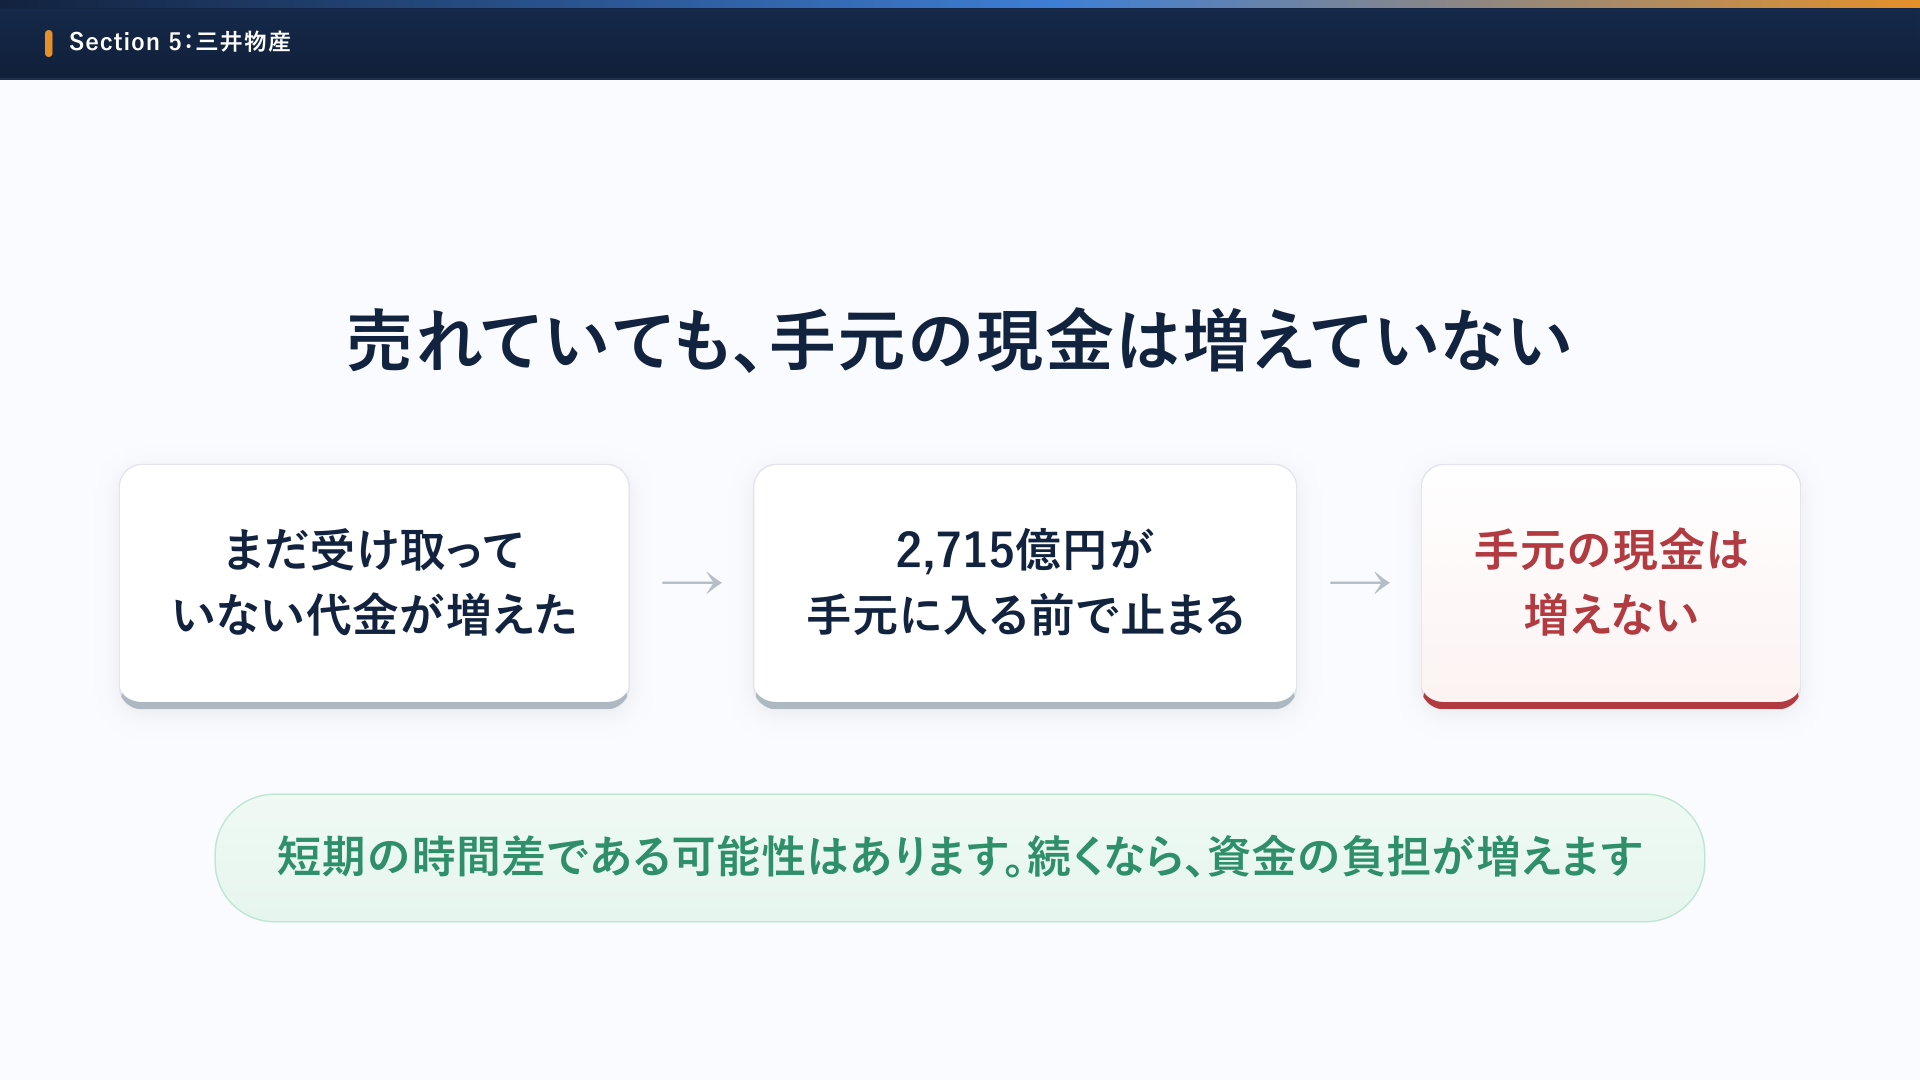 Section 5：三井物産
売れていても、手元の現金は増えていない
まだ受け取って
いない代金が増えた
2,715億円が
手元に入る前で止まる
手元の現金は
増えない
短期の時間差である可能性はあります。続くなら、資金の負担が増えます